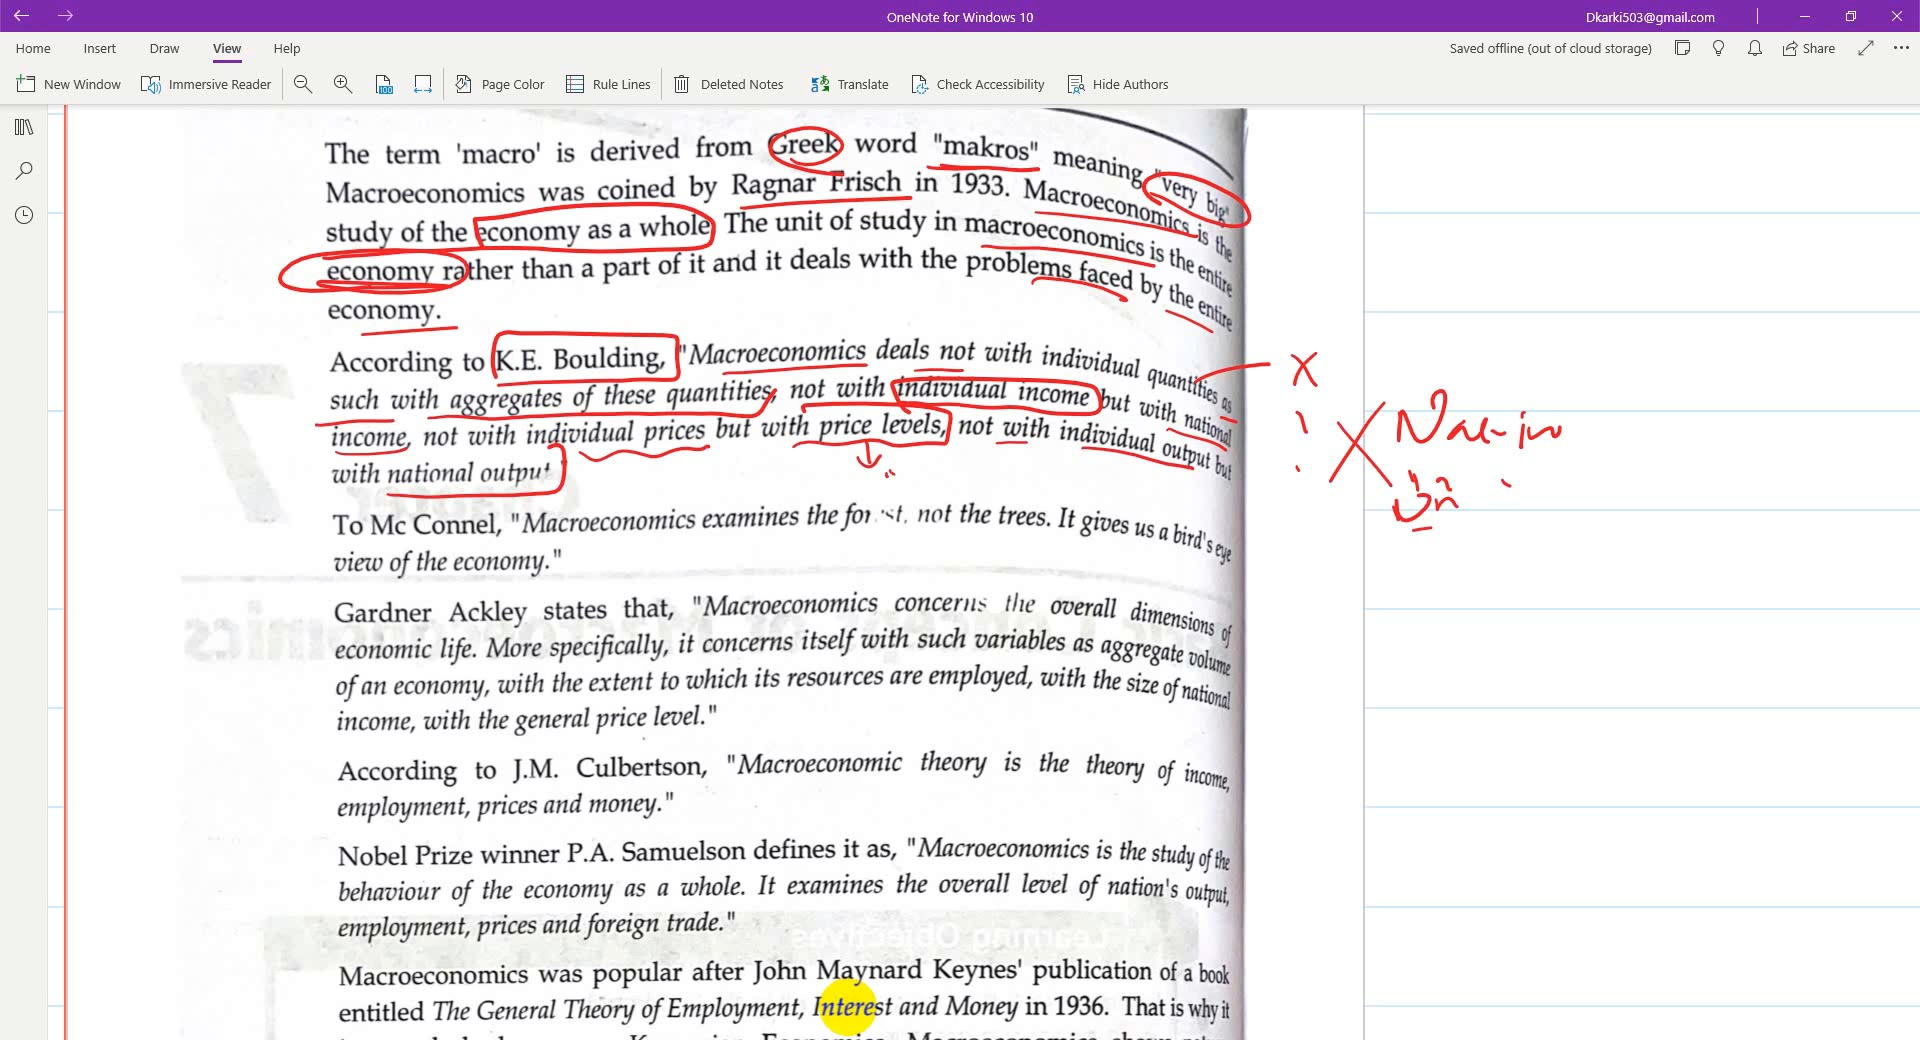 OneNote for Windows 10
Dkarki503@gmail.com
Home Insert Draw View Help
Saved offline (out of cloud storage)
Share
New Window Immersive Reader Page Color Rule Lines Deleted Notes Translate Check Accessibility Hide Authors
The term 'macro' is derived from Greek word "makros" meaning "very big"
Macroeconomics was coined by Ragnar Frisch in 1933. Macroeconomics is the
study of the economy as a whole The unit of study in macroeconomics is the entire
economy rather than a part of it and it deals with the problems faced by the entire
economy.
According to K.E. Boulding, "Macroeconomics deals not with individual quantities as
such with aggregates of these quantities, not with individual income but with national
income, not with individual prices but with price levels, not with individual output but
with national output
To Mc Connel, "Macroeconomics examines the forest, not the trees. It gives us a bird's eye
view of the economy."
Gardner Ackley states that, "Macroeconomics concerns the overall dimensions of
economic life. More specifically, it concerns itself with such variables as aggregate volume
of an economy, with the extent to which its resources are employed, with the size of national
income, with the general price level."
According to J.M. Culbertson, "Macroeconomic theory is the theory of income,
employment, prices and money."
Nobel Prize winner P.A. Samuelson defines it as, "Macroeconomics is the study of the
behaviour of the economy as a whole. It examines the overall level of nation's output,
employment, prices and foreign trade."
Macroeconomics was popular after John Maynard Keynes' publication of a book
entitled The General Theory of Employment, Interest and Money in 1936. That is why it